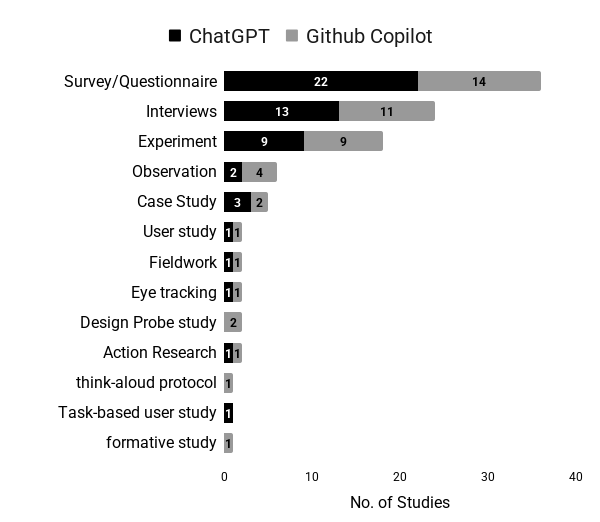 ChatGPT Github Copilot
Survey/Questionnaire 22 14
Interviews 13 11
Experiment 9 9
Observation 2 4
Case Study 3 2
User study 1 1
Fieldwork 1 1
Eye tracking 1 1
Design Probe study 2
Action Research 1 1
think-aloud protocol 1
Task-based user study 1
formative study 1
0 10 20 30 40
No. of Studies